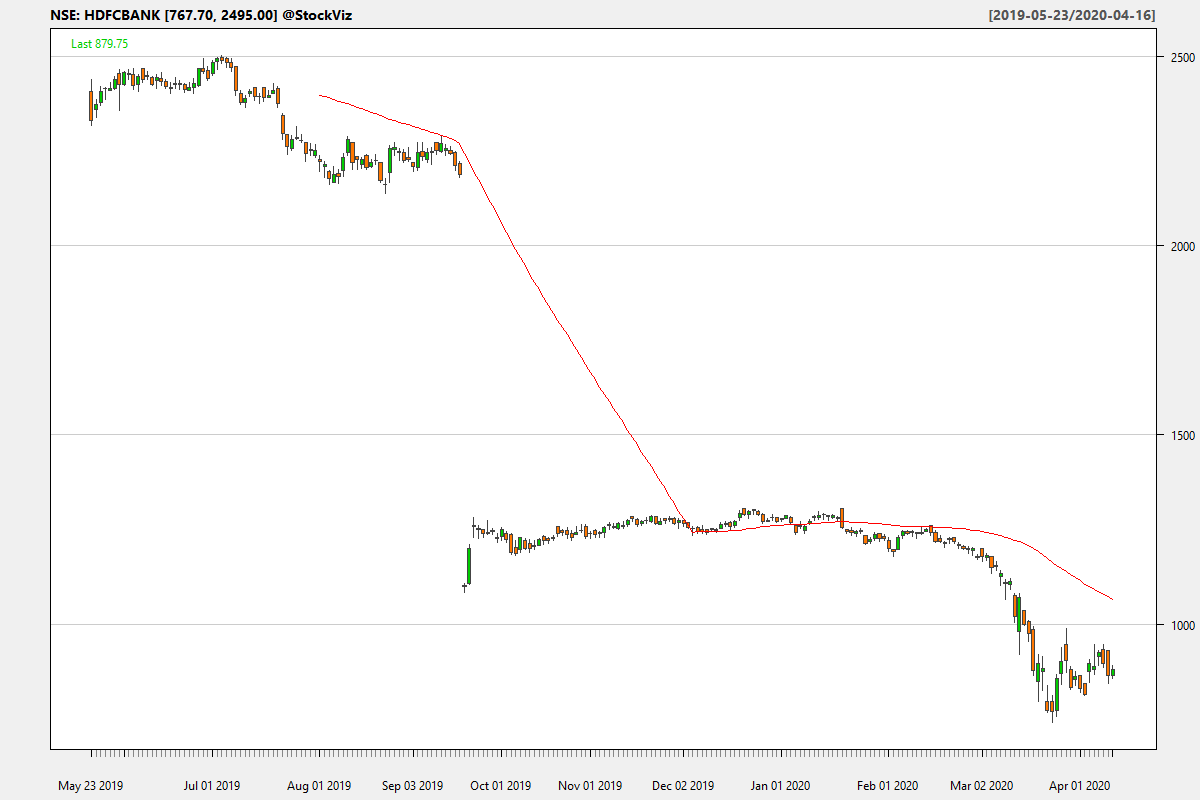 NSE: HDFCBANK [767.70, 2495.00] @StockViz [2019-05-23/2020-04-16]
Last 879.75
2500
2000
1500
1000
May 23 2019 Jul 01 2019 Aug 01 2019 Sep 03 2019 Oct 01 2019 Nov 01 2019 Dec 02 2019 Jan 01 2020 Feb 01 2020 Mar 02 2020 Apr 01 2020